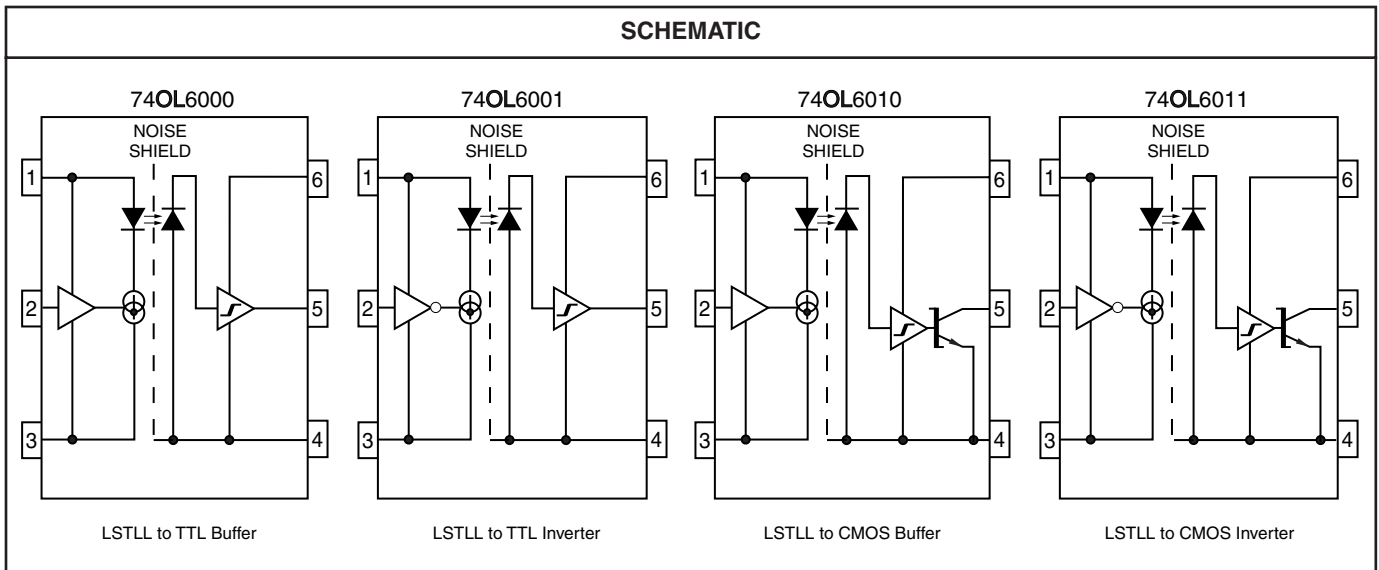 SCHEMATIC
74OL6000
NOISE
SHIELD
1
2
3
6
5
4
LSTLL to TTL Buffer
74OL6001
NOISE
SHIELD
1
2
3
6
5
4
LSTLL to TTL Inverter
74OL6010
NOISE
SHIELD
1
2
3
6
5
4
LSTLL to CMOS Buffer
74OL6011
NOISE
SHIELD
1
2
3
6
5
4
LSTLL to CMOS Inverter